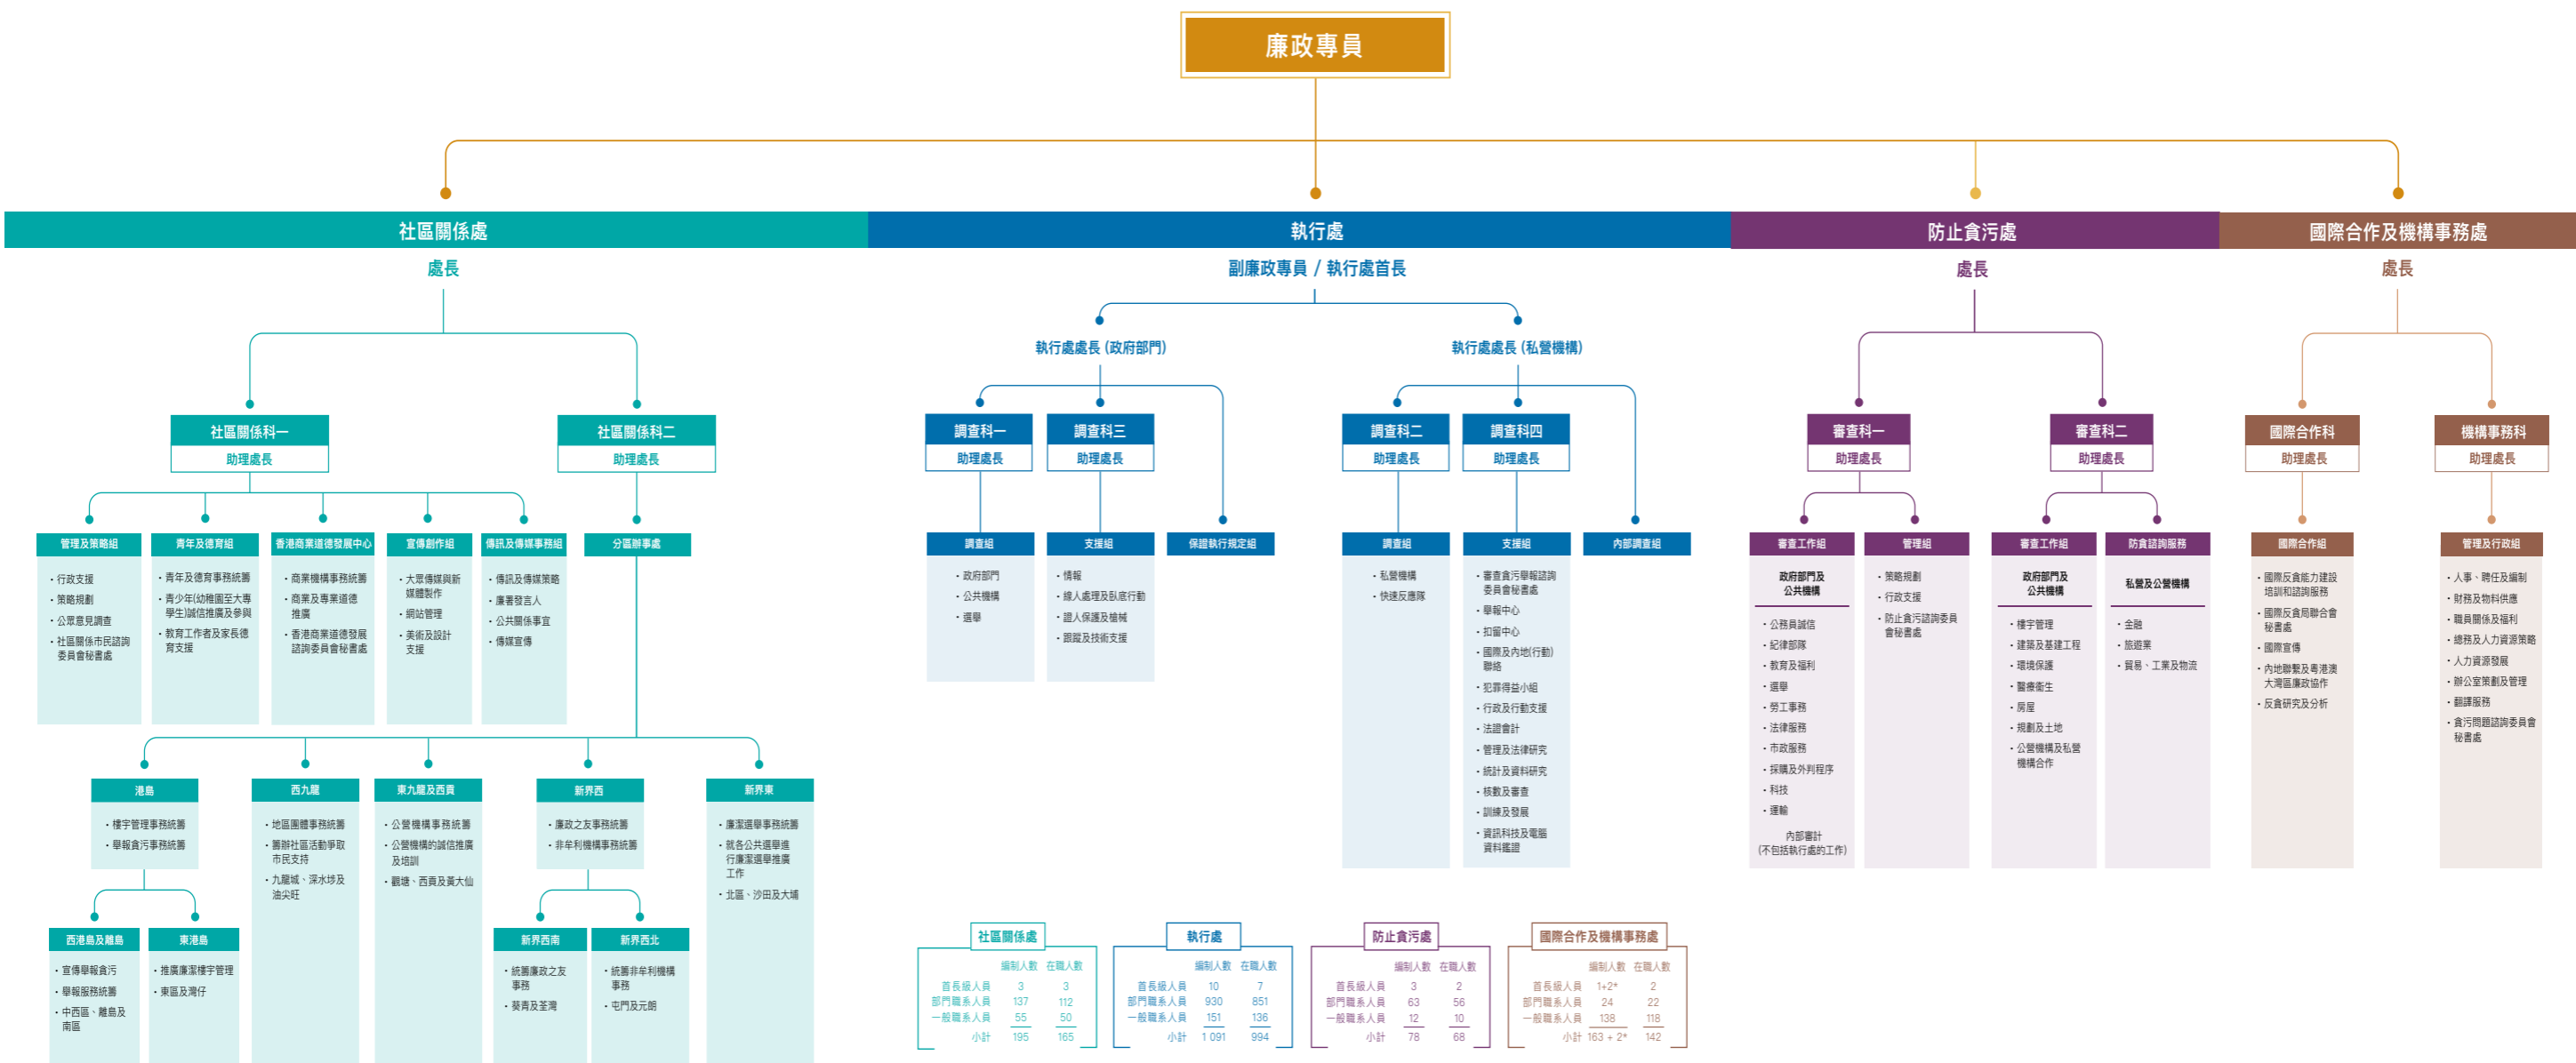 廉政專員
社區關係處
處長
社區關係科一
助理處長
管理及策略組
・行政支援
・策略規劃
・公眾意見調查
・社區關係市民諮詢
委員會秘書處
青年及德育組
・青年及德育事務統籌
・青少年(幼稚園至大專
學生)誠信推廣及參與
・教育工作者及家長德
育支援
香港商業道德發展中心
・商業機構事務統籌
・商業及專業道德
推廣
・香港商業道德發展
諮詢委員會秘書處
宣傳創作組
・大眾傳媒與新
媒體製作
・網站管理
・美術及設計
支援
傳訊及傳媒事務組
・傳訊及傳媒策略
・廉署發言人
・公共關係事宜
・傳媒宣傳
社區關係科二
助理處長
分區辦事處
港島
・樓宇管理事務統籌
・舉報貪污事務統籌
西港島及離島
・宣傳舉報貪污
・舉報服務統籌
・中西區、離島及
南區
東港島
・推廣廉潔樓宇管理
・東區及灣仔
西九龍
・地區團體事務統籌
・籌辦社區活動爭取
市民支持
・九龍城、深水埗及
油尖旺
東九龍及西貢
・公營機構事務統籌
・公營機構的誠信推廣
及培訓
・觀塘、西貢及黃大仙
新界西
・廉政之友事務統籌
・非牟利機構事務統籌
新界西南
・統籌廉政之友
事務
・葵青及荃灣
新界西北
・統籌非牟利機構
事務
・屯門及元朗
新界東
・廉潔選舉事務統籌
・就各公共選舉進
行廉潔選舉推廣
工作
・北區、沙田及大埔
執行處
副廉政專員 / 執行處首長
執行處處長 (政府部門)
調查科一
助理處長
調查組
・政府部門
・公共機構
・選舉
調查科三
助理處長
支援組
・情報
・線人處理及臥底行動
・證人保護及槍械
・跟蹤及技術支援
保證執行規定組
執行處處長 (私營機構)
調查科二
助理處長
調查組
・私營機構
・快速反應隊
調查科四
助理處長
支援組
・審查貪污舉報諮詢
委員會秘書處
・舉報中心
・扣留中心
・國際及內地(行動)
聯絡
・犯罪得益小組
・行政及行動支援
・法證會計
・管理及法律研究
・統計及資料研究
・核數及審查
・訓練及發展
・資訊科技及電腦
資料鑑證
內部調查組
防止貪污處
處長
審查科一
助理處長
審查工作組
政府部門及
公共機構
・公務員誠信
・紀律部隊
・教育及福利
・選舉
・勞工事務
・法律服務
・市政服務
・採購及外判程序
・科技
・運輸
內部審計
(不包括執行處的工作)
管理組
・策略規劃
・行政支援
・防止貪污諮詢委員
會秘書處
審查科二
助理處長
審查工作組
政府部門及
公共機構
・樓宇管理
・建築及基建工程
・環境保護
・醫療衞生
・房屋
・規劃及土地
・公營機構及私營
機構合作
防貪諮詢服務
私營及公營機構
・金融
・旅遊業
・貿易、工業及物流
國際合作及機構事務處
處長
國際合作科
助理處長
國際合作組
・國際反貪能力建設
培訓和諮詢服務
・國際反貪局聯合會
秘書處
・國際宣傳
・內地聯繫及粵港澳
大灣區廉政協作
・反貪研究及分析
機構事務科
助理處長
管理及行政組
・人事、聘任及編制
・財務及物料供應
・職員關係及福利
・總務及人力資源策略
・人力資源發展
・辦公室策劃及管理
・翻譯服務
・貪污問題諮詢委員會
秘書處
社區關係處
編制人數 在職人數
首長級人員 3 3
部門職系人員 137 112
一般職系人員 55 50
小計 195 165
執行處
編制人數 在職人數
首長級人員 10 7
部門職系人員 930 851
一般職系人員 151 136
小計 1 091 994
防止貪污處
編制人數 在職人數
首長級人員 3 2
部門職系人員 63 56
一般職系人員 12 10
小計 78 68
國際合作及機構事務處
編制人數 在職人數
首長級人員 1+2* 2
部門職系人員 24 22
一般職系人員 138 118
小計 163 + 2* 142